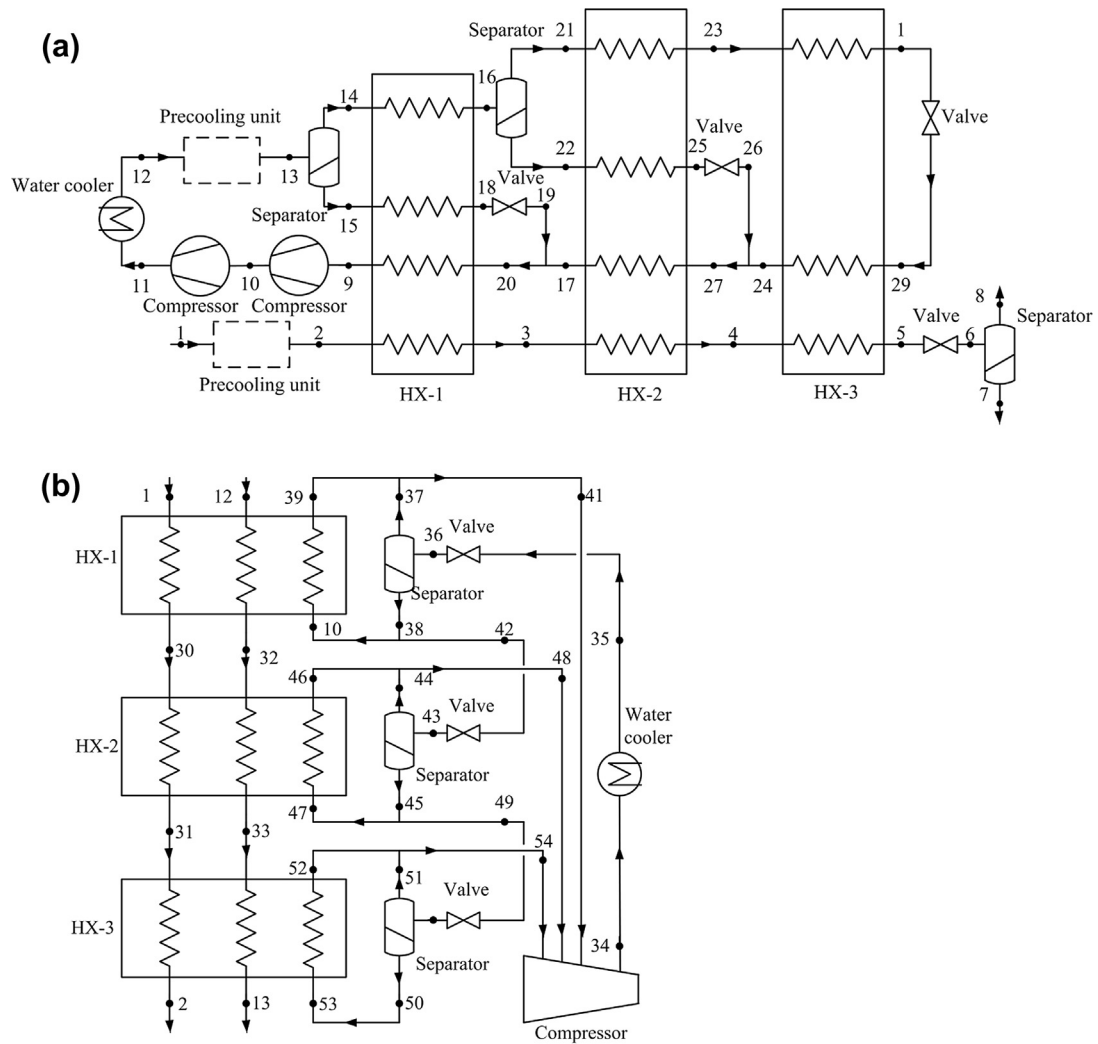 (a)
Separator
21
23
1
16
14
Precooling unit
Valve
Valve
12
13
22
25
26
Water cooler
18
Valve
19
Separator
15
11
10
9
20
17
27
24
29
Compressor
Compressor
8
1
2
3
4
5
Valve
6
Separator
Precooling unit
7
HX-1
HX-2
HX-3
(b)
1
12
39
37
41
36
Valve
HX-1
Separator
10
38
42
35
30
32
46
44
48
43
Valve
Water
cooler
HX-2
Separator
47
45
49
31
33
54
52
51
Valve
HX-3
34
Separator
2
13
53
50
Compressor